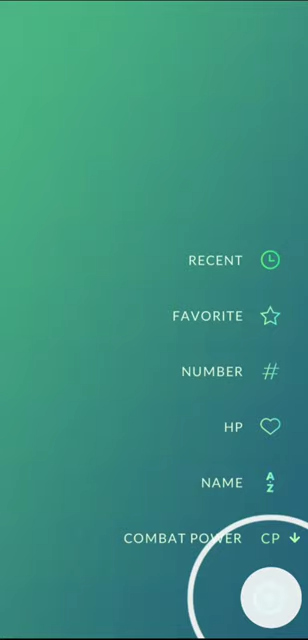 RECENT
FAVORITE
NUMBER #
HP
NAME A Z
COMBAT POWER CP